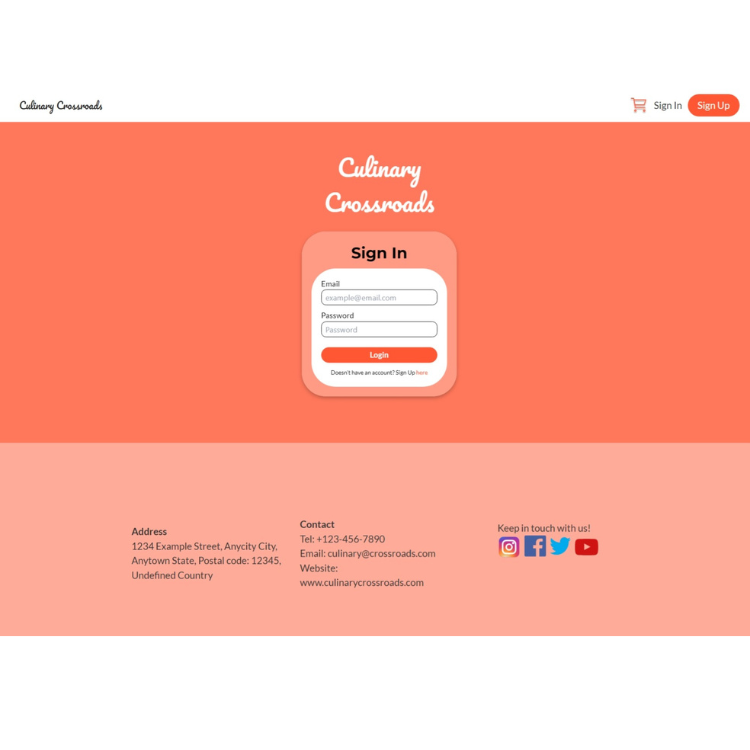 Culinary Crossroads
Sign In
Sign Up
Culinary
Crossroads
Sign In
Email
example@email.com
Password
Password
Login
Doesn't have an account? Sign Up here
Address
1234 Example Street, Anycity City,
Anytown State, Postal code: 12345,
Undefined Country
Contact
Tel: +123-456-7890
Email: culinary@crossroads.com
Website:
www.culinarycrossroads.com
Keep in touch with us!